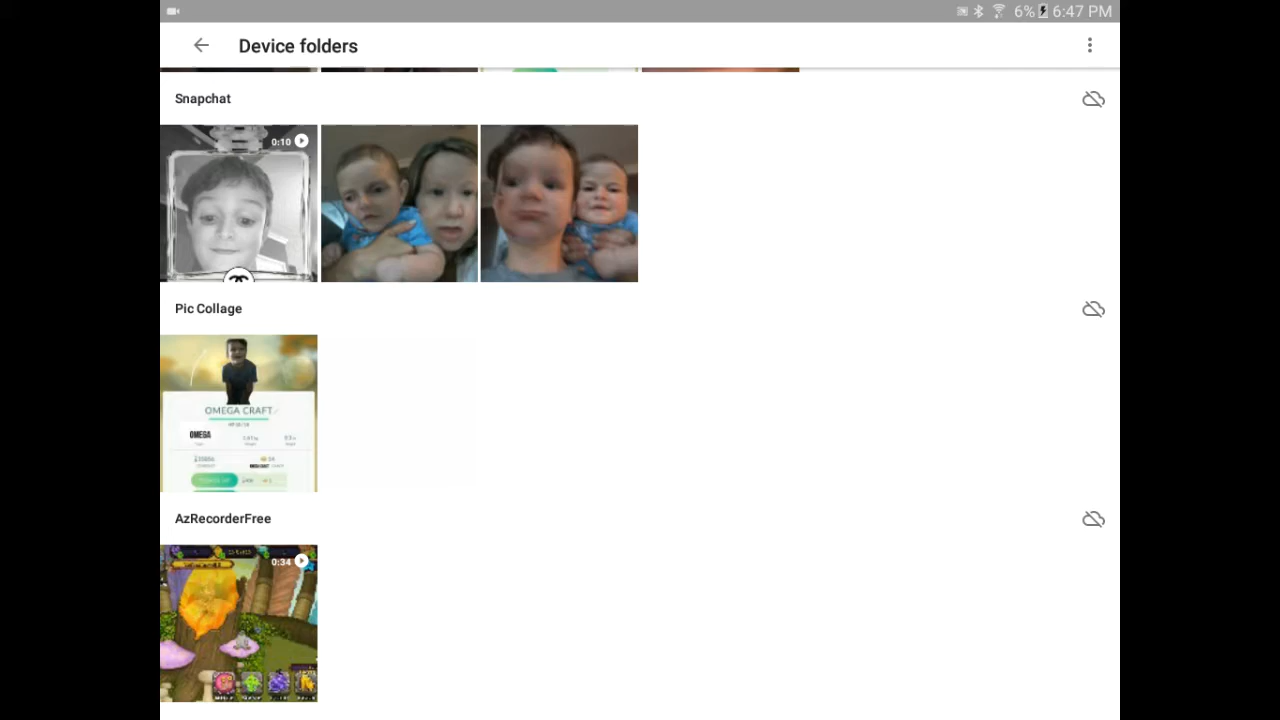 6% 6:47 PM
Device folders
Snapchat
0:10
Pic Collage
OMEGA CRAFT
OMEGA
AzRecorderFree
0:34